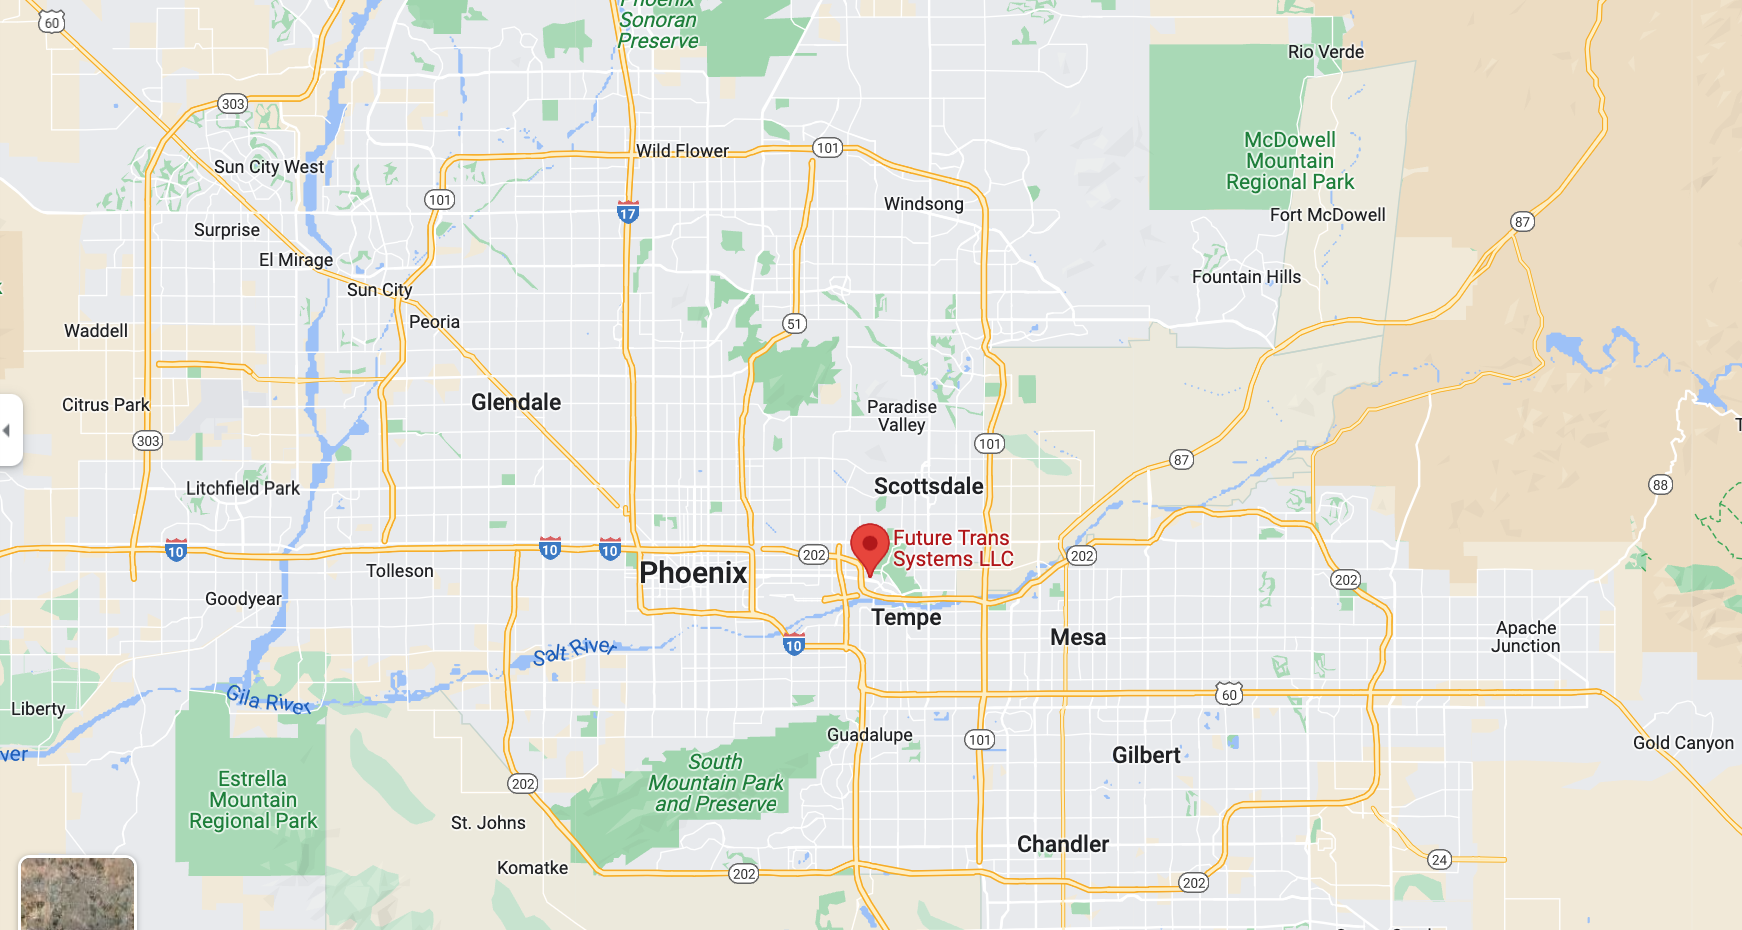 Phoenix
Sonoran
Preserve
60
Rio Verde
303
McDowell
Mountain
Regional Park
Wild Flower
101
Sun City West
101
17
Windsong
Fort McDowell
87
Surprise
El Mirage
Fountain Hills
Sun City
Peoria
51
Waddell
Glendale
Citrus Park
Paradise
Valley
303
101
87
Litchfield Park
Scottsdale
88
10
10
10
202
Future Trans
Systems LLC
202
Phoenix
Tolleson
202
Goodyear
Tempe
Mesa
Apache
Junction
Salt River
10
Gila River
60
Liberty
Guadalupe
101
Gilbert
Gold Canyon
South
Mountain Park
and Preserve
Estrella
Mountain
Regional Park
202
St. Johns
Chandler
24
Komatke
202
202